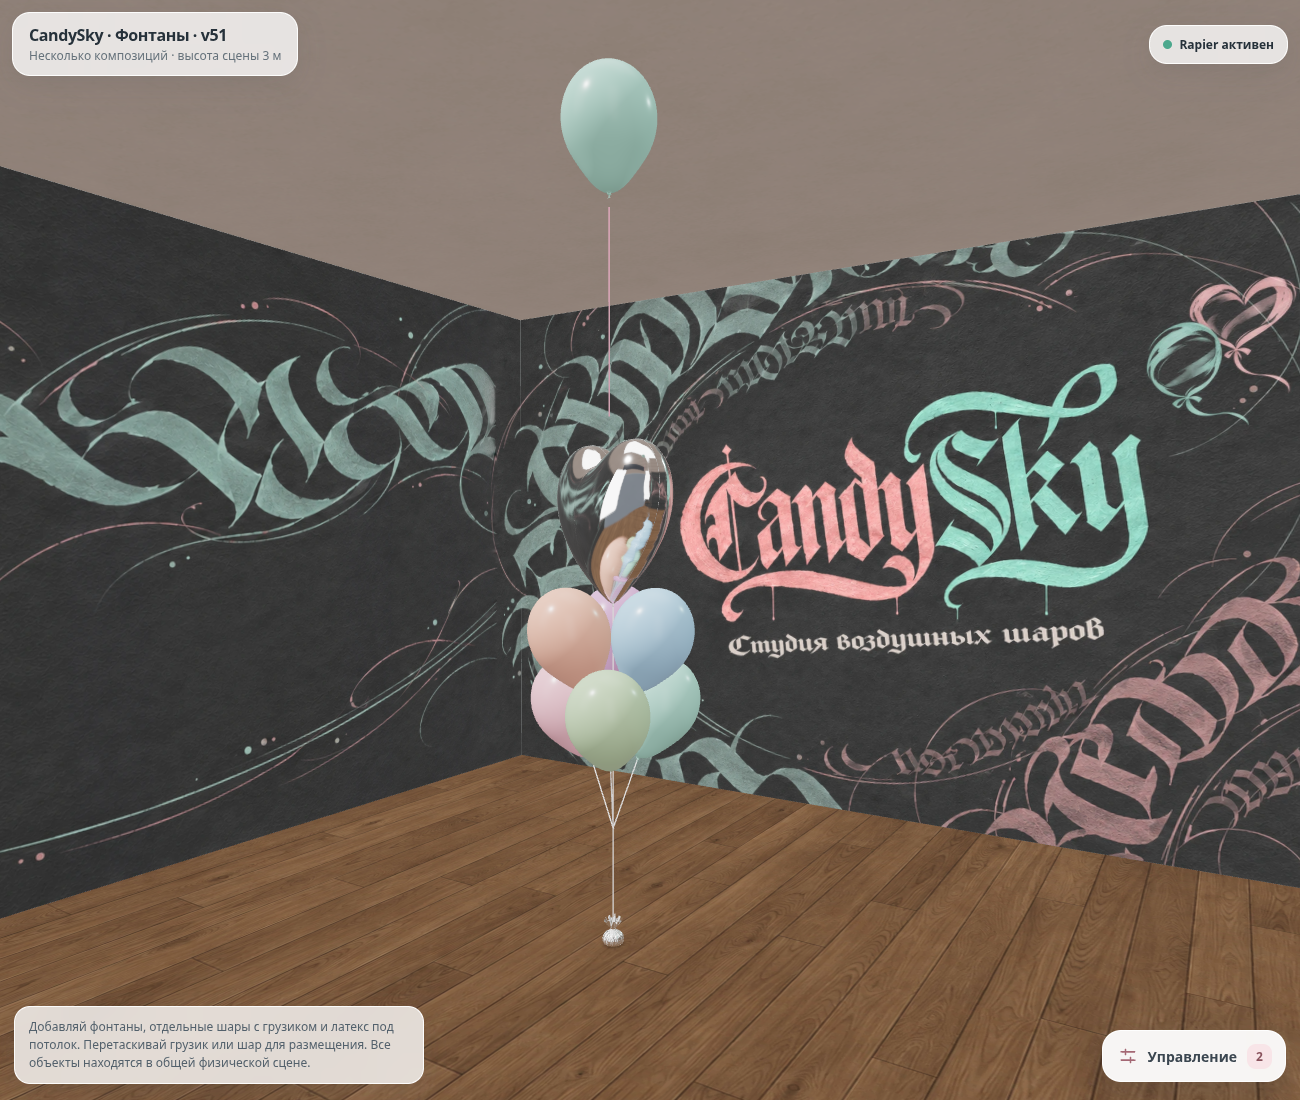 CandySky · Фонтаны · v51
Несколько композиций · высота сцены 3 м
Rapier активен
CandySky
Студия воздушных шаров
Добавляй фонтаны, отдельные шары с грузиком и латекс под
потолок. Перетаскивай грузик или шар для размещения. Все
объекты находятся в общей физической сцене.
Управление 2